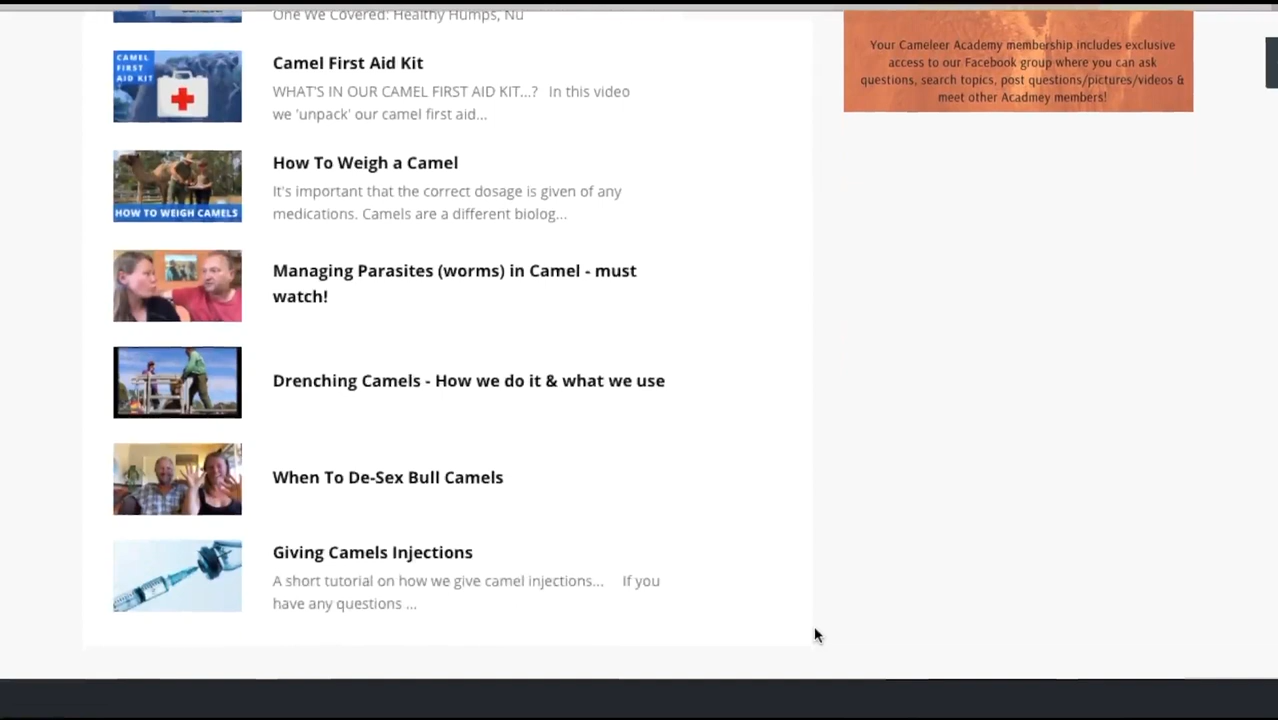 One We Covered: Healthy Humps, Nu
CAMEL
FIRST
AID KIT
Camel First Aid Kit
WHAT'S IN OUR CAMEL FIRST AID KIT...? In this video
we 'unpack' our camel first aid...
HOW TO WEIGH CAMELS
How To Weigh a Camel
It's important that the correct dosage is given of any
medications. Camels are a different biolog...
Managing Parasites (worms) in Camel - must
watch!
Drenching Camels - How we do it & what we use
When To De-Sex Bull Camels
Giving Camels Injections
A short tutorial on how we give camel injections... If you
have any questions ...
Your Cameleer Academy membership includes exclusive
access to our Facebook group where you can ask
questions, search topics, post questions/pictures/videos &
meet other Acadmey members!